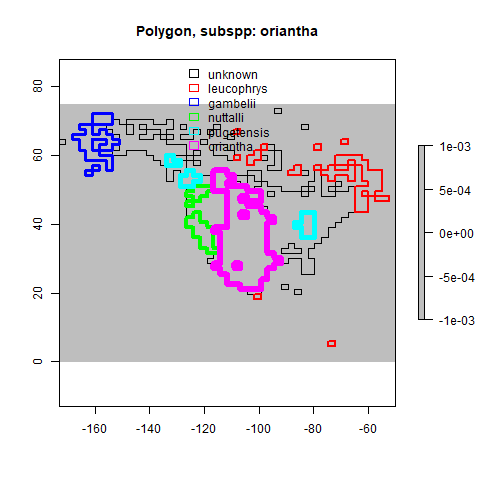 Polygon, subspp: oriantha
unknown
leucophrys
gambelii
nuttalli
pugetensis
oriantha
80
60
40
20
0
-160
-140
-120
-100
-80
-60
1e-03
5e-04
0e+00
-5e-04
-1e-03